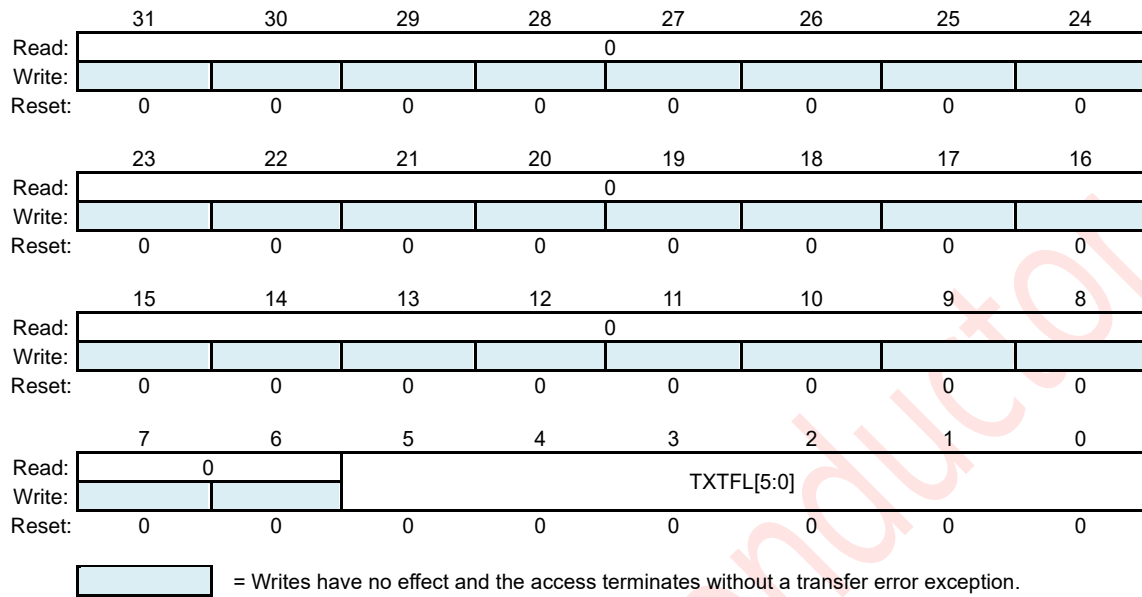 31 30 29 28 27 26 25 24
Read: 0
Write:
Reset: 0 0 0 0 0 0 0 0
23 22 21 20 19 18 17 16
Read: 0
Write:
Reset: 0 0 0 0 0 0 0 0
15 14 13 12 11 10 9 8
Read: 0
Write:
Reset: 0 0 0 0 0 0 0 0
7 6 5 4 3 2 1 0
Read: 0 TXTFL[5:0]
Write:
Reset: 0 0 0 0 0 0 0 0
= Writes have no effect and the access terminates without a transfer error exception.
onductor